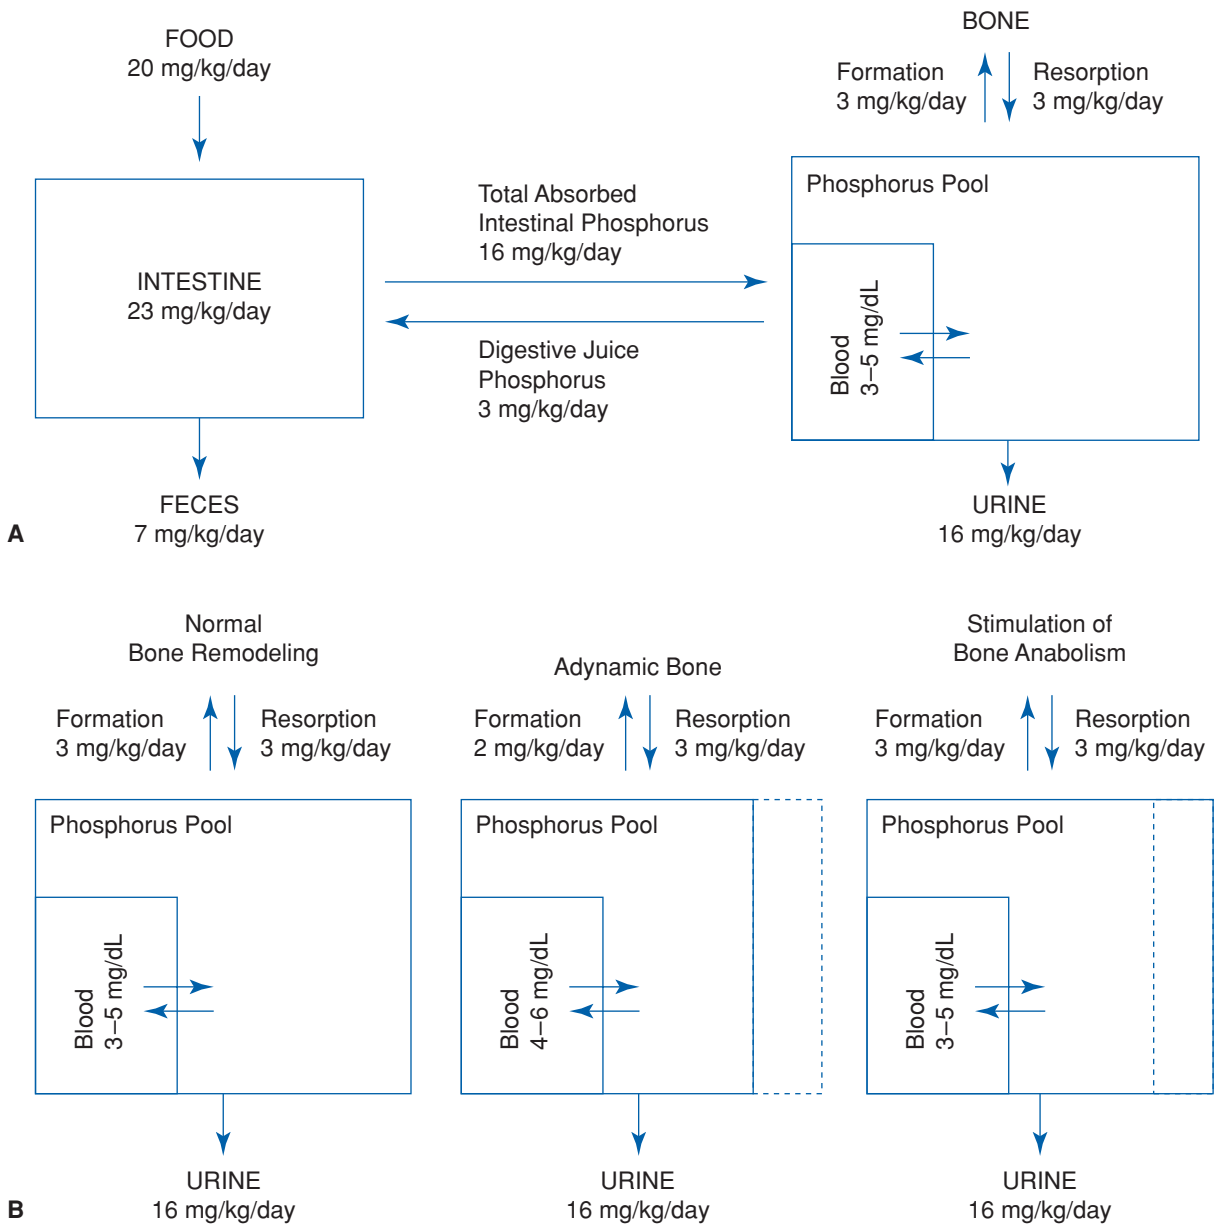 FOOD
20 mg/kg/day
BONE
Formation
3 mg/kg/day
Resorption
3 mg/kg/day
INTESTINE
23 mg/kg/day
Total Absorbed
Intestinal Phosphorus
16 mg/kg/day
Digestive Juice
Phosphorus
3 mg/kg/day
Phosphorus Pool
Blood
3–5 mg/dL
FECES
7 mg/kg/day
URINE
16 mg/kg/day
A
Normal
Bone Remodeling
Formation
3 mg/kg/day
Resorption
3 mg/kg/day
Phosphorus Pool
Blood
3–5 mg/dL
URINE
16 mg/kg/day
Adynamic Bone
Formation
2 mg/kg/day
Resorption
3 mg/kg/day
Phosphorus Pool
Blood
4–6 mg/dL
URINE
16 mg/kg/day
Stimulation of
Bone Anabolism
Formation
3 mg/kg/day
Resorption
3 mg/kg/day
Phosphorus Pool
Blood
3–5 mg/dL
URINE
16 mg/kg/day
B